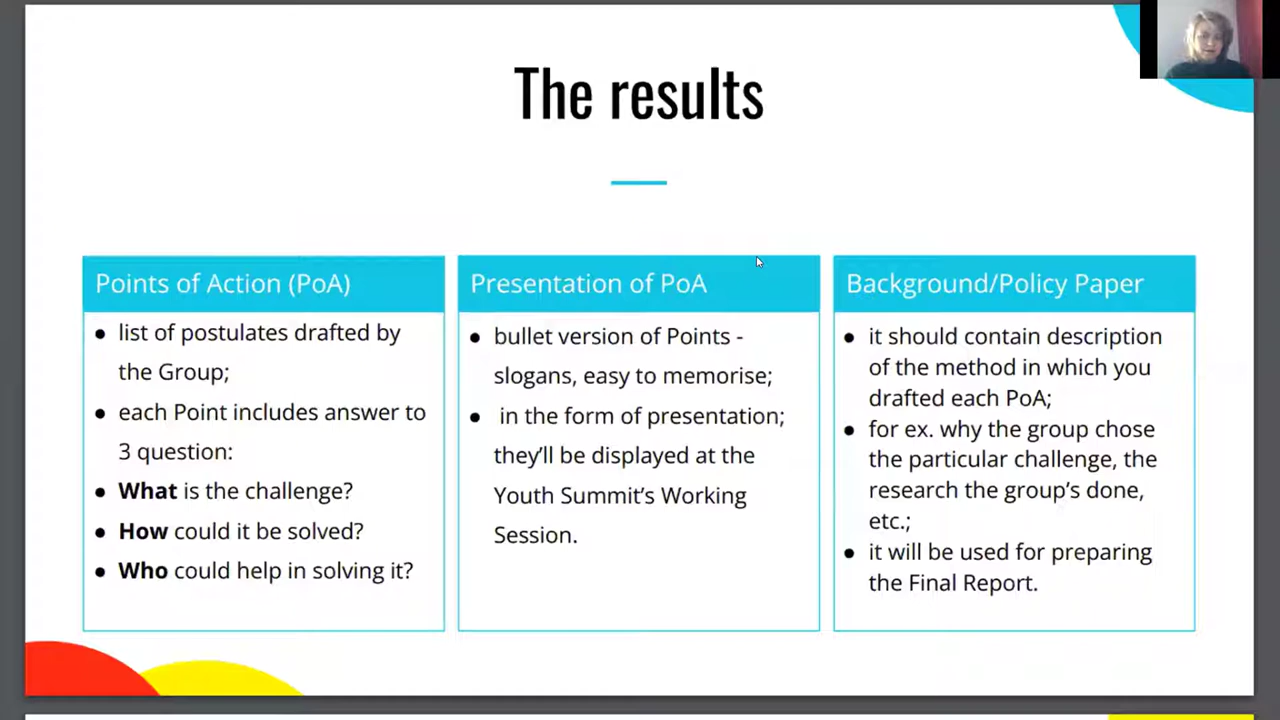 The results
Points of Action (PoA)
● list of postulates drafted by
the Group;
● each Point includes answer to
3 question:
● What is the challenge?
● How could it be solved?
● Who could help in solving it?
Presentation of PoA
● bullet version of Points -
slogans, easy to memorise;
● in the form of presentation;
they'll be displayed at the
Youth Summit's Working
Session.
Background/Policy Paper
● it should contain description
of the method in which you
drafted each PoA;
● for ex. why the group chose
the particular challenge, the
research the group's done,
etc.;
● it will be used for preparing
the Final Report.